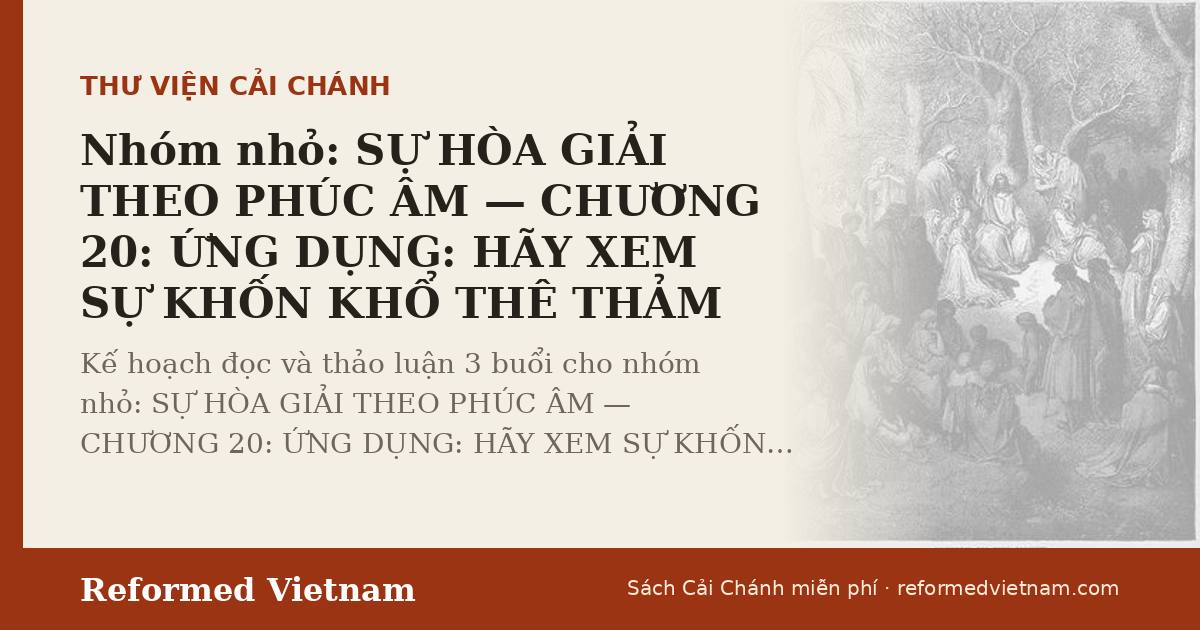 THƯ VIỆN CẢI CHÁNH
Nhóm nhỏ: SỰ HÒA GIẢI
THEO PHÚC ÂM — CHƯƠNG
20: ỨNG DỤNG: HÃY XEM
SỰ KHỐN KHỔ THÊ THẢM
Kế hoạch đọc và thảo luận 3 buổi cho nhóm
nhỏ: SỰ HÒA GIẢI THEO PHÚC ÂM —
CHƯƠNG 20: ỨNG DỤNG: HÃY XEM SỰ KHỐN...
Reformed Vietnam
Sách Cải Chánh miễn phí · reformedvietnam.com